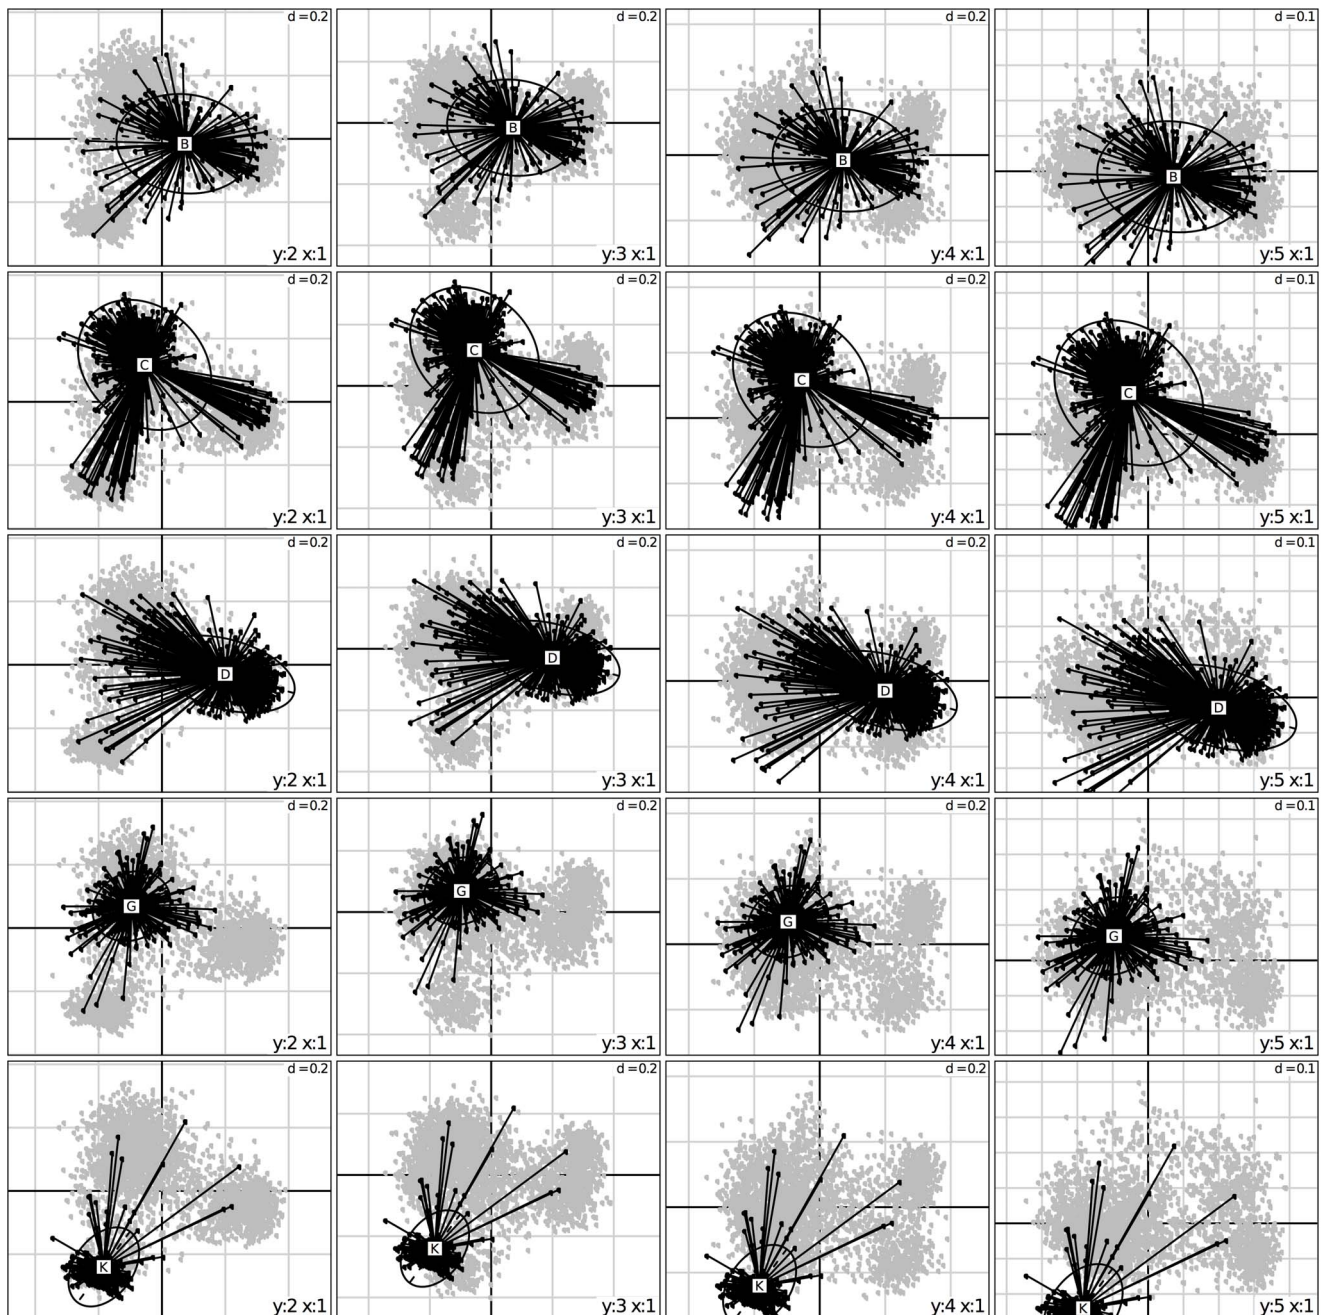 d = 0.2
B
y:2 x:1
d = 0.2
B
y:3 x:1
d = 0.2
B
y:4 x:1
d = 0.1
B
y:5 x:1
d = 0.2
C
y:2 x:1
d = 0.2
C
y:3 x:1
d = 0.2
C
y:4 x:1
d = 0.1
C
y:5 x:1
d = 0.2
D
y:2 x:1
d = 0.2
D
y:3 x:1
d = 0.2
D
y:4 x:1
d = 0.1
D
y:5 x:1
d = 0.2
G
y:2 x:1
d = 0.2
G
y:3 x:1
d = 0.2
G
y:4 x:1
d = 0.1
G
y:5 x:1
d = 0.2
K
y:2 x:1
d = 0.2
K
y:3 x:1
d = 0.2
K
y:4 x:1
d = 0.1
K
y:5 x:1